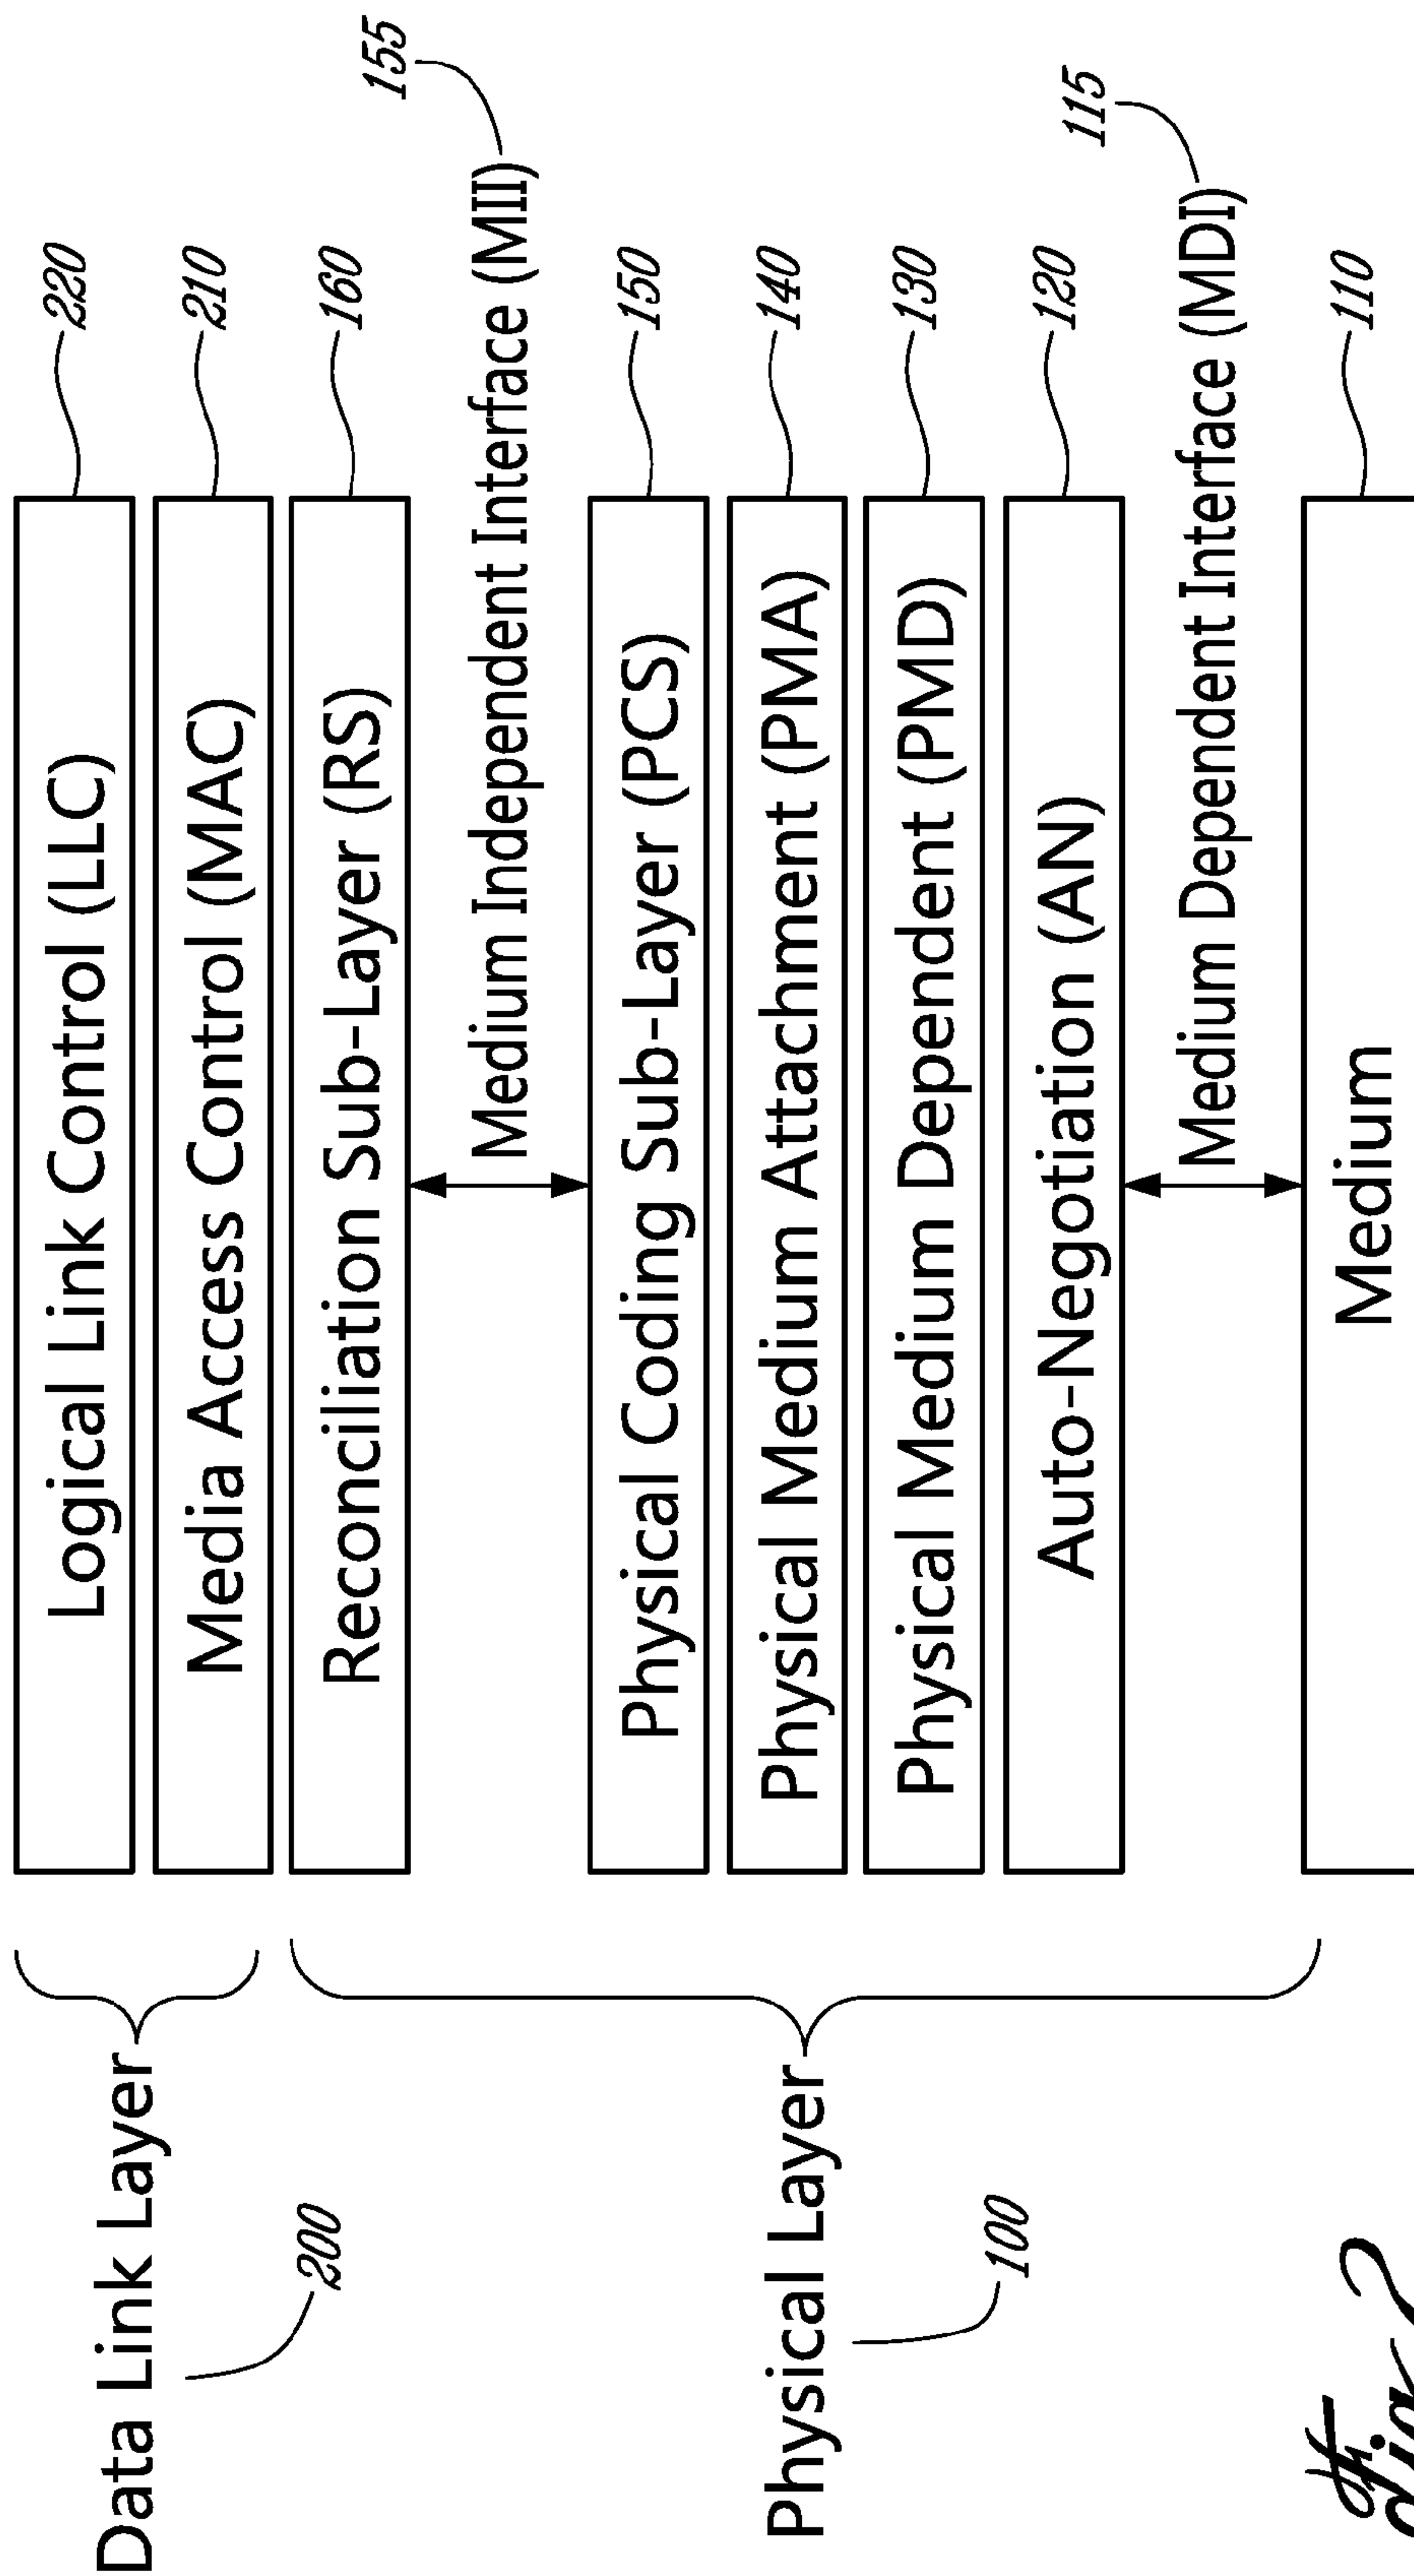 Data Link Layer
200
Logical Link Control (LLC)
220
Media Access Control (MAC)
210
Physical Layer
100
Reconciliation Sub-Layer (RS)
160
Medium Independent Interface (MII)
155
Physical Coding Sub-Layer (PCS)
150
Physical Medium Attachment (PMA)
140
Physical Medium Dependent (PMD)
130
Auto-Negotiation (AN)
120
Medium Dependent Interface (MDI)
115
Medium
110
Fig. 2